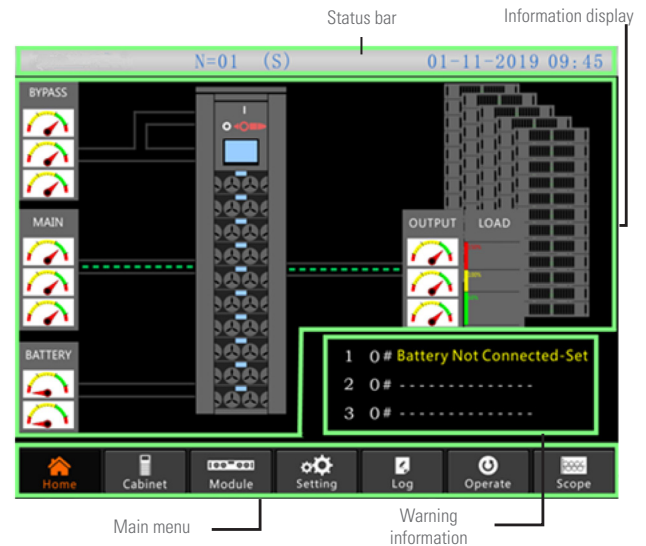 Status bar
Information display
N=01 (S)
01-11-2019 09:45
BYPASS
MAIN
OUTPUT LOAD
100%
BATTERY
1 0# Battery Not Connected-Set
2 0# - - - - - - - - - - - - - -
3 0# - - - - - - - - - - - - - -
Home
Cabinet
Module
Setting
Log
Operate
Scope
Main menu
Warning
information